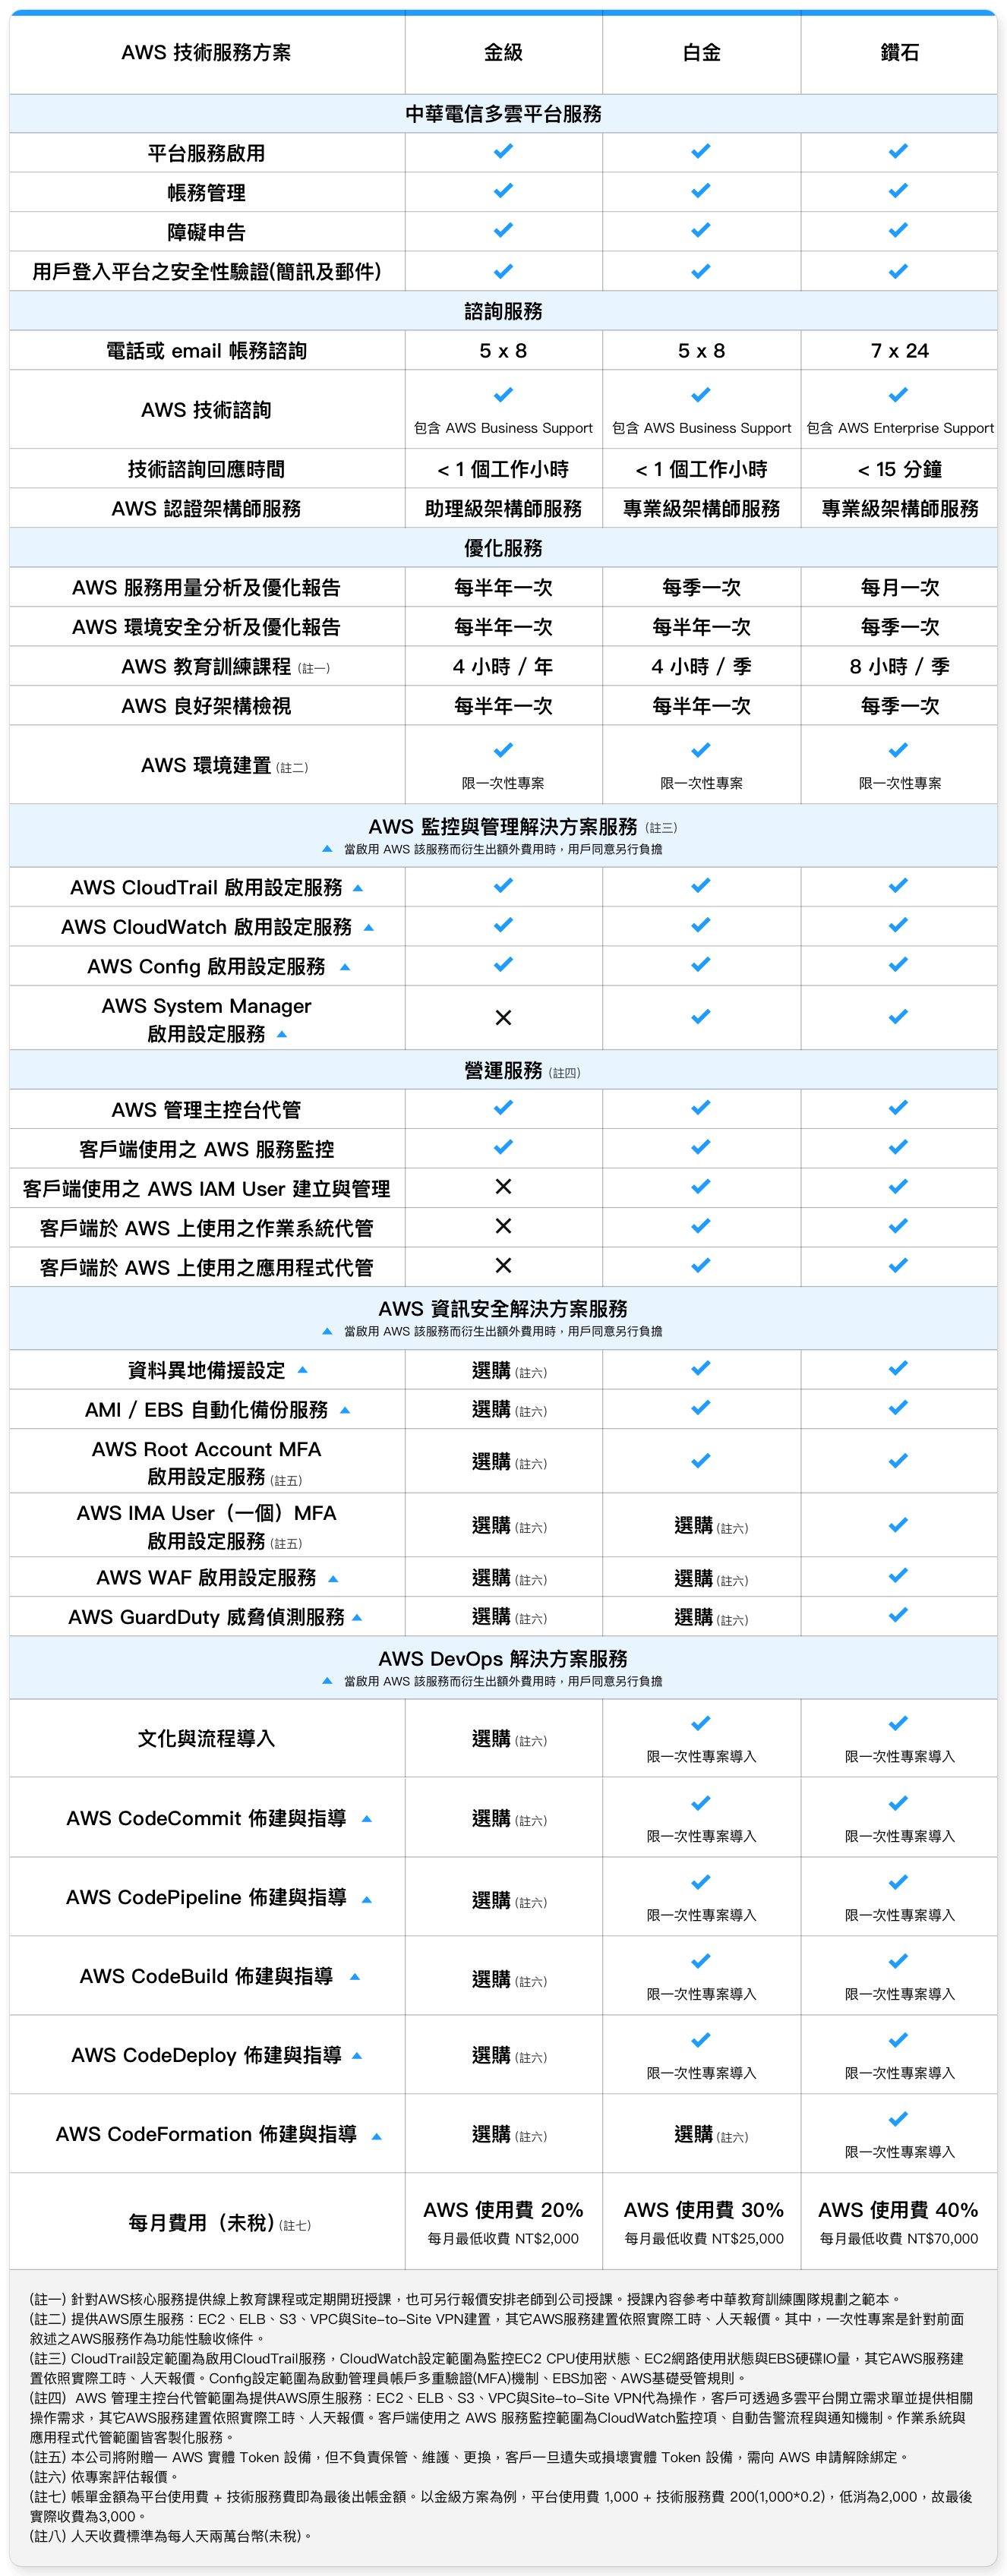 AWS 技術服務方案 金級 白金 鑽石
中華電信多雲平台服務
平台服務啟用 ✓ ✓ ✓
帳務管理 ✓ ✓ ✓
障礙申告 ✓ ✓ ✓
用戶登入平台之安全性驗證(簡訊及郵件) ✓ ✓ ✓
諮詢服務
電話或 email 帳務諮詢 5 x 8 5 x 8 7 x 24
AWS 技術諮詢 ✓ ✓ ✓
包含 AWS Business Support 包含 AWS Business Support 包含 AWS Enterprise Support
技術諮詢回應時間 < 1 個工作小時 < 1 個工作小時 < 15 分鐘
AWS 認證架構師服務 助理級架構師服務 專業級架構師服務 專業級架構師服務
優化服務
AWS 服務用量分析及優化報告 每半年一次 每季一次 每月一次
AWS 環境安全分析及優化報告 每半年一次 每半年一次 每季一次
AWS 教育訓練課程 (註一) 4 小時 / 年 4 小時 / 季 8 小時 / 季
AWS 良好架構檢視 每半年一次 每半年一次 每季一次
AWS 環境建置 (註二) ✓ ✓ ✓
限一次性專案 限一次性專案 限一次性專案
AWS 監控與管理解決方案服務 (註三)
▲ 當啟用 AWS 該服務而衍生出額外費用時，用戶同意另行負擔
AWS CloudTrail 啟用設定服務 ▲ ✓ ✓ ✓
AWS CloudWatch 啟用設定服務 ▲ ✓ ✓ ✓
AWS Config 啟用設定服務 ▲ ✓ ✓ ✓
AWS System Manager
啟用設定服務 ▲ ✕ ✓ ✓
營運服務 (註四)
AWS 管理主控台代管 ✓ ✓ ✓
客戶端使用之 AWS 服務監控 ✓ ✓ ✓
客戶端使用之 AWS IAM User 建立與管理 ✕ ✓ ✓
客戶端於 AWS 上使用之作業系統代管 ✕ ✓ ✓
客戶端於 AWS 上使用之應用程式代管 ✕ ✓ ✓
AWS 資訊安全解決方案服務
▲ 當啟用 AWS 該服務而衍生出額外費用時，用戶同意另行負擔
資料異地備援設定 ▲ 選購 (註六) ✓ ✓
AMI / EBS 自動化備份服務 ▲ 選購 (註六) ✓ ✓
AWS Root Account MFA
啟用設定服務 (註五) 選購 (註六) ✓ ✓
AWS IMA User（一個）MFA
啟用設定服務 (註五) 選購 (註六) 選購 (註六) ✓
AWS WAF 啟用設定服務 ▲ 選購 (註六) 選購 (註六) ✓
AWS GuardDuty 威脅偵測服務 ▲ 選購 (註六) 選購 (註六) ✓
AWS DevOps 解決方案服務
▲ 當啟用 AWS 該服務而衍生出額外費用時，用戶同意另行負擔
文化與流程導入 選購 (註六) ✓ ✓
限一次性專案導入 限一次性專案導入
AWS CodeCommit 佈建與指導 ▲ 選購 (註六) ✓ ✓
限一次性專案導入 限一次性專案導入
AWS CodePipeline 佈建與指導 ▲ 選購 (註六) ✓ ✓
限一次性專案導入 限一次性專案導入
AWS CodeBuild 佈建與指導 ▲ 選購 (註六) ✓ ✓
限一次性專案導入 限一次性專案導入
AWS CodeDeploy 佈建與指導 ▲ 選購 (註六) ✓ ✓
限一次性專案導入 限一次性專案導入
AWS CodeFormation 佈建與指導 ▲ 選購 (註六) 選購 (註六) ✓
限一次性專案導入
每月費用（未稅）(註七) AWS 使用費 20% AWS 使用費 30% AWS 使用費 40%
每月最低收費 NT$2,000 每月最低收費 NT$25,000 每月最低收費 NT$70,000
(註一) 針對AWS核心服務提供線上教育課程或定期開班授課，也可另行報價安排老師到公司授課。授課內容參考中華教育訓練團隊規劃之範本。
(註二) 提供AWS原生服務：EC2、ELB、S3、VPC與Site-to-Site VPN建置，其它AWS服務建置依照實際工時、人天報價。其中，一次性專案是針對前面
敘述之AWS服務作為功能性驗收條件。
(註三) CloudTrail設定範圍為啟用CloudTrail服務，CloudWatch設定範圍為監控EC2 CPU使用狀態、EC2網路使用狀態與EBS硬碟IO量，其它AWS服務建
置依照實際工時、人天報價。Config設定範圍為啟動管理員帳戶多重驗證(MFA)機制、EBS加密、AWS基礎受管規則。
(註四) AWS 管理主控台代管範圍為提供AWS原生服務：EC2、ELB、S3、VPC與Site-to-Site VPN代為操作，客戶可透過多雲平台開立需求單並提供相關
操作需求，其它AWS服務建置依照實際工時、人天報價。客戶端使用之 AWS 服務監控範圍為CloudWatch監控項、自動告警流程與通知機制。作業系統與
應用程式代管範圍皆客製化服務。
(註五) 本公司將附贈一 AWS 實體 Token 設備，但不負責保管、維護、更換，客戶一旦遺失或損壞實體 Token 設備，需向 AWS 申請解除綁定。
(註六) 依專案評估報價。
(註七) 帳單金額為平台使用費 + 技術服務費即為最後出帳金額。以金級方案為例，平台使用費 1,000 + 技術服務費 200(1,000*0.2)，低消為2,000，故最後
實際收費為3,000。
(註八) 人天收費標準為每人天兩萬台幣(未稅)。